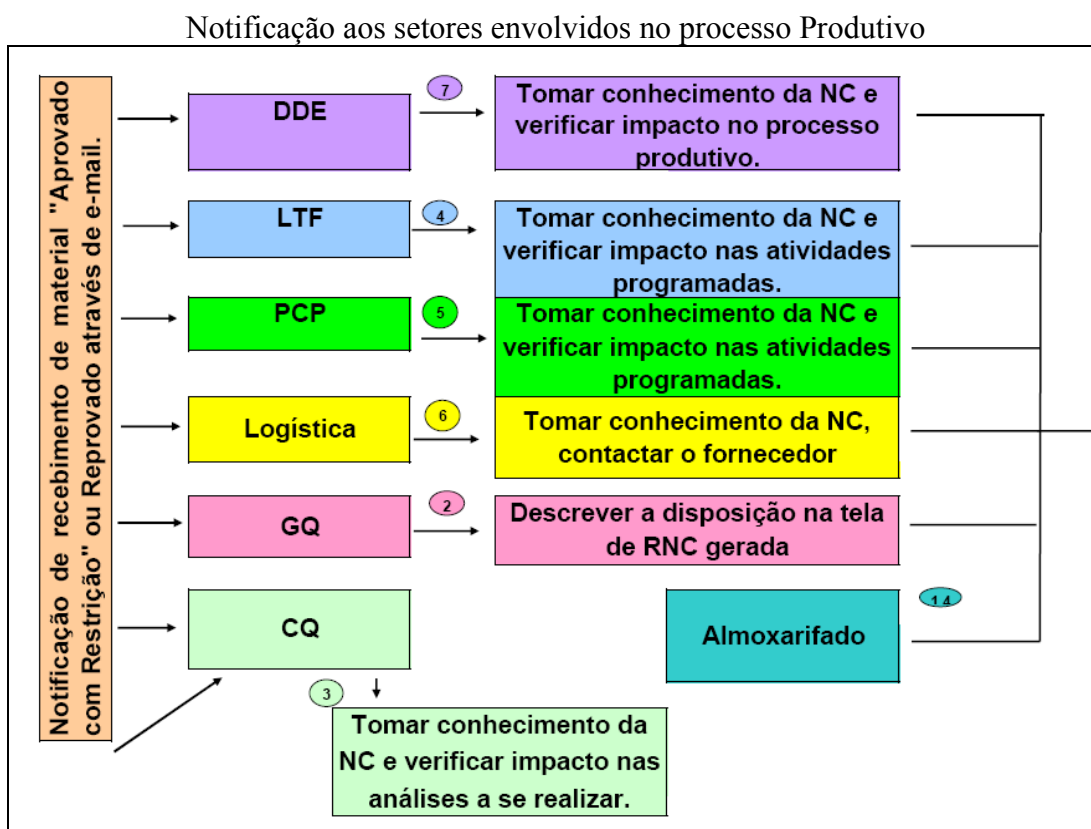 Notificação aos setores envolvidos no processo Produtivo
Notificação de recebimento de material "Aprovado
com Restrição" ou Reprovado através de e-mail.
DDE
7
Tomar conhecimento da NC e
verificar impacto no processo
produtivo.
LTF
4
Tomar conhecimento da NC e
verificar impacto nas atividades
programadas.
PCP
5
Tomar conhecimento da NC e
verificar impacto nas atividades
programadas.
Logística
6
Tomar conhecimento da NC,
contactar o fornecedor
GQ
2
Descrever a disposição na tela
de RNC gerada
CQ
Almoxarifado
14
3
Tomar conhecimento da
NC e verificar impacto nas
análises a se realizar.